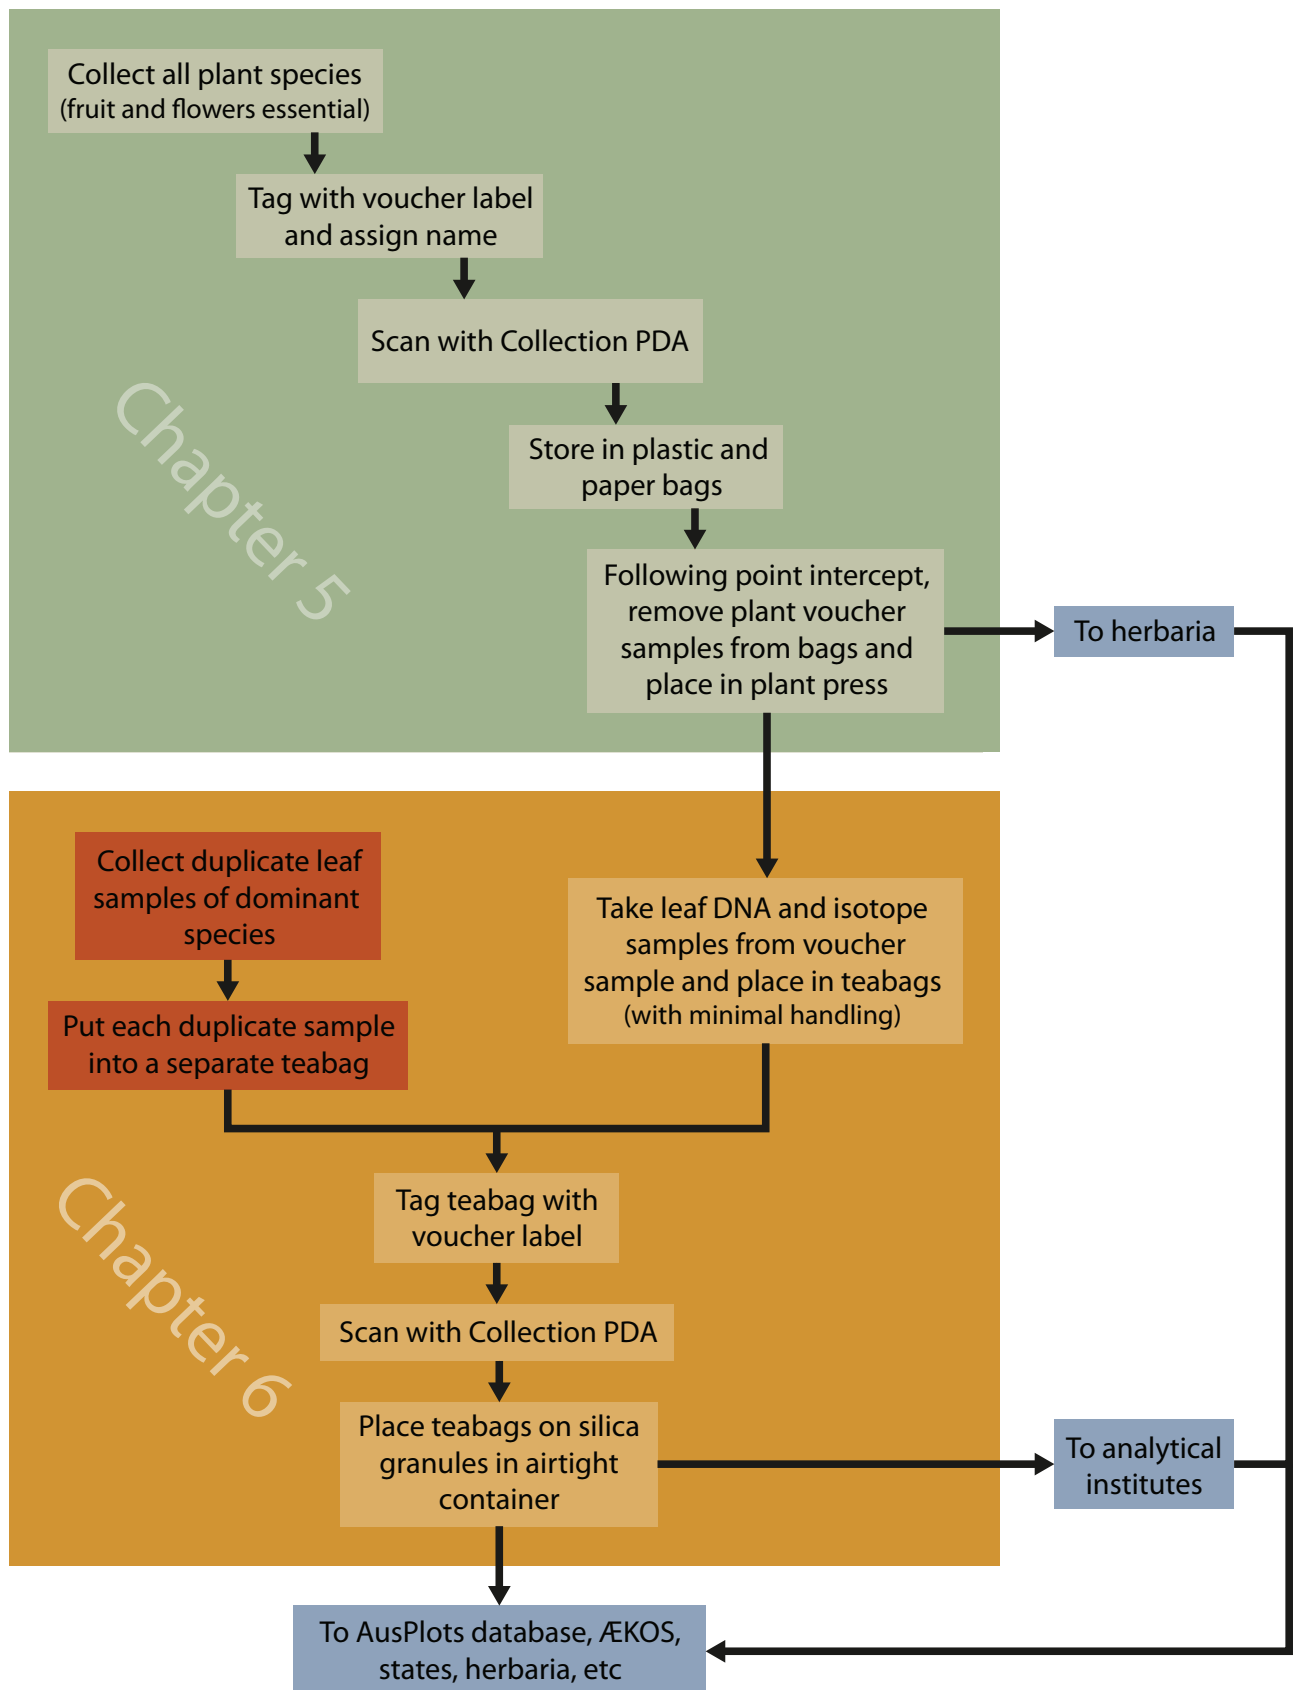 Collect all plant species
(fruit and flowers essential)
Tag with voucher label
and assign name
Scan with Collection PDA
Store in plastic and
paper bags
Chapter 5
Following point intercept,
remove plant voucher
samples from bags and
place in plant press
To herbaria
Collect duplicate leaf
samples of dominant
species
Take leaf DNA and isotope
samples from voucher
sample and place in teabags
(with minimal handling)
Put each duplicate sample
into a separate teabag
Tag teabag with
voucher label
Chapter 6
Scan with Collection PDA
Place teabags on silica
granules in airtight
container
To analytical
institutes
To AusPlots database, ÆKOS,
states, herbaria, etc